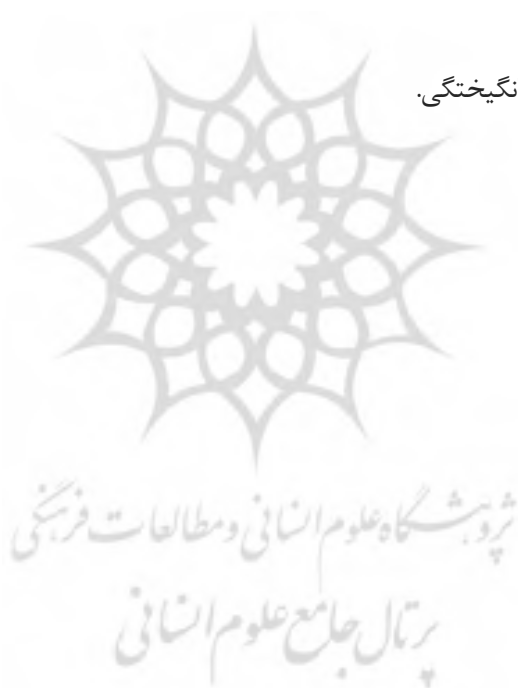 نگیختگی.
پژوهشگاه علوم انسانی و مطالعات فرهنگی
پرتال جامع علوم انسانی